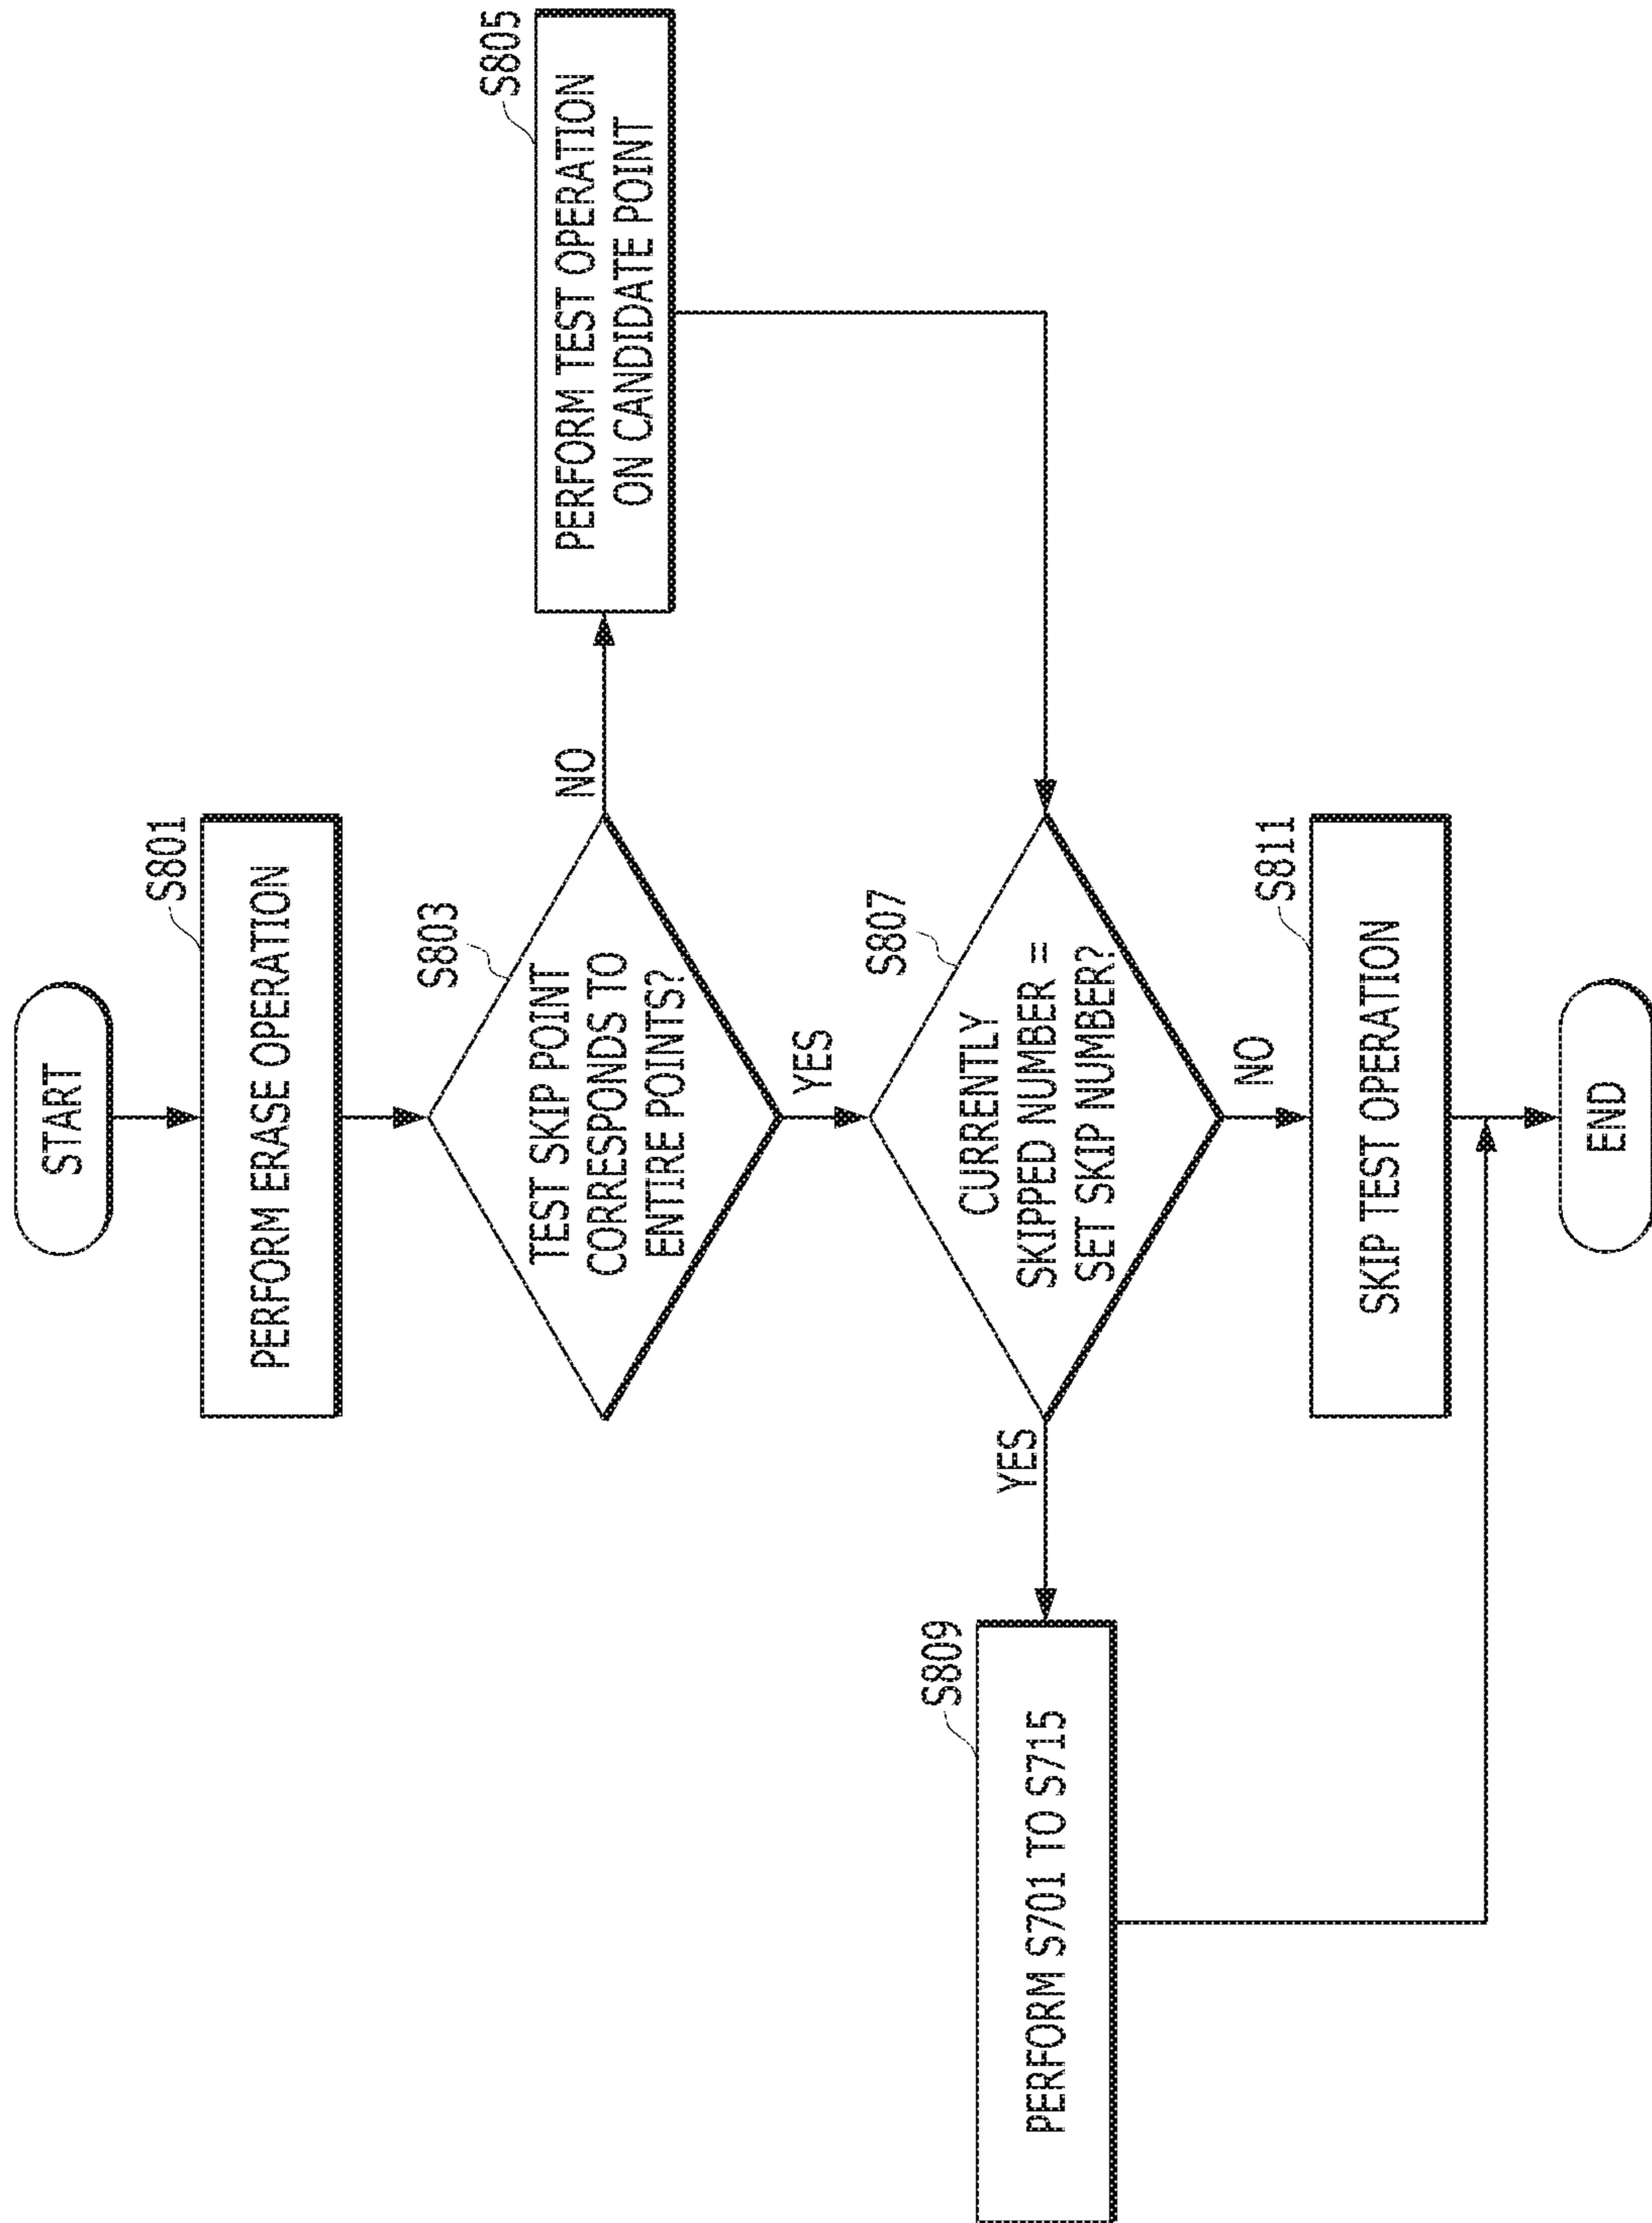 START
S801
PERFORM ERASE OPERATION
S803
TEST SKIP POINT
CORRESPONDS TO
ENTIRE POINTS?
NO
S805
PERFORM TEST OPERATION
ON CANDIDATE POINT
YES
S807
CURRENTLY
SKIPPED NUMBER =
SET SKIP NUMBER?
YES
S809
PERFORM S701 TO S715
NO
S811
SKIP TEST OPERATION
END